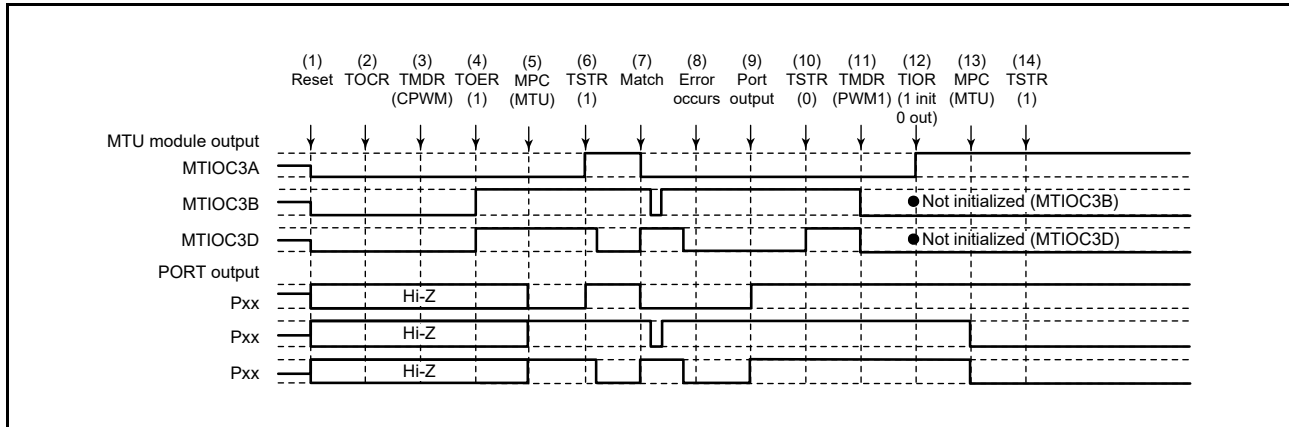 (1) (2) (3) (4) (5) (6) (7) (8) (9) (10) (11) (12) (13) (14)
Reset TOCR TMDR TOER MPC TSTR Match Error Port TSTR TMDR TIOR MPC TSTR
(CPWM) (1) (MTU) (1) occurs output (0) (PWM1) (1 init (MTU) (1)
0 out)
MTU module output
MTIOC3A
MTIOC3B Not initialized (MTIOC3B)
MTIOC3D Not initialized (MTIOC3D)
PORT output
Pxx Hi-Z
Pxx Hi-Z
Pxx Hi-Z